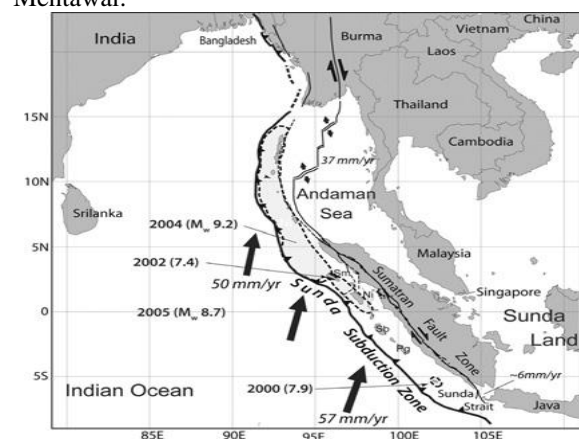 Mentawai.
India
Bangladesh
Burma
Vietnam
China
Laos
Thailand
Cambodia
15N
10N
5N
0
5S
37 mm/yr
Andaman
Sea
Srilanka
2004 (Mw 9.2)
2002 (7.4)
50 mm/yr
2005 (Mw 8.7)
Malaysia
Singapore
Sunda
Land
Sumatran
Fault
Zone
Sm
Ni
Sb
Pg
Sunda
Subduction Zone
2000 (7.9)
57 mm/yr
Indian Ocean
Sunda
Strait
~6mm/yr
Java
85E
90E
95E
100E
105E